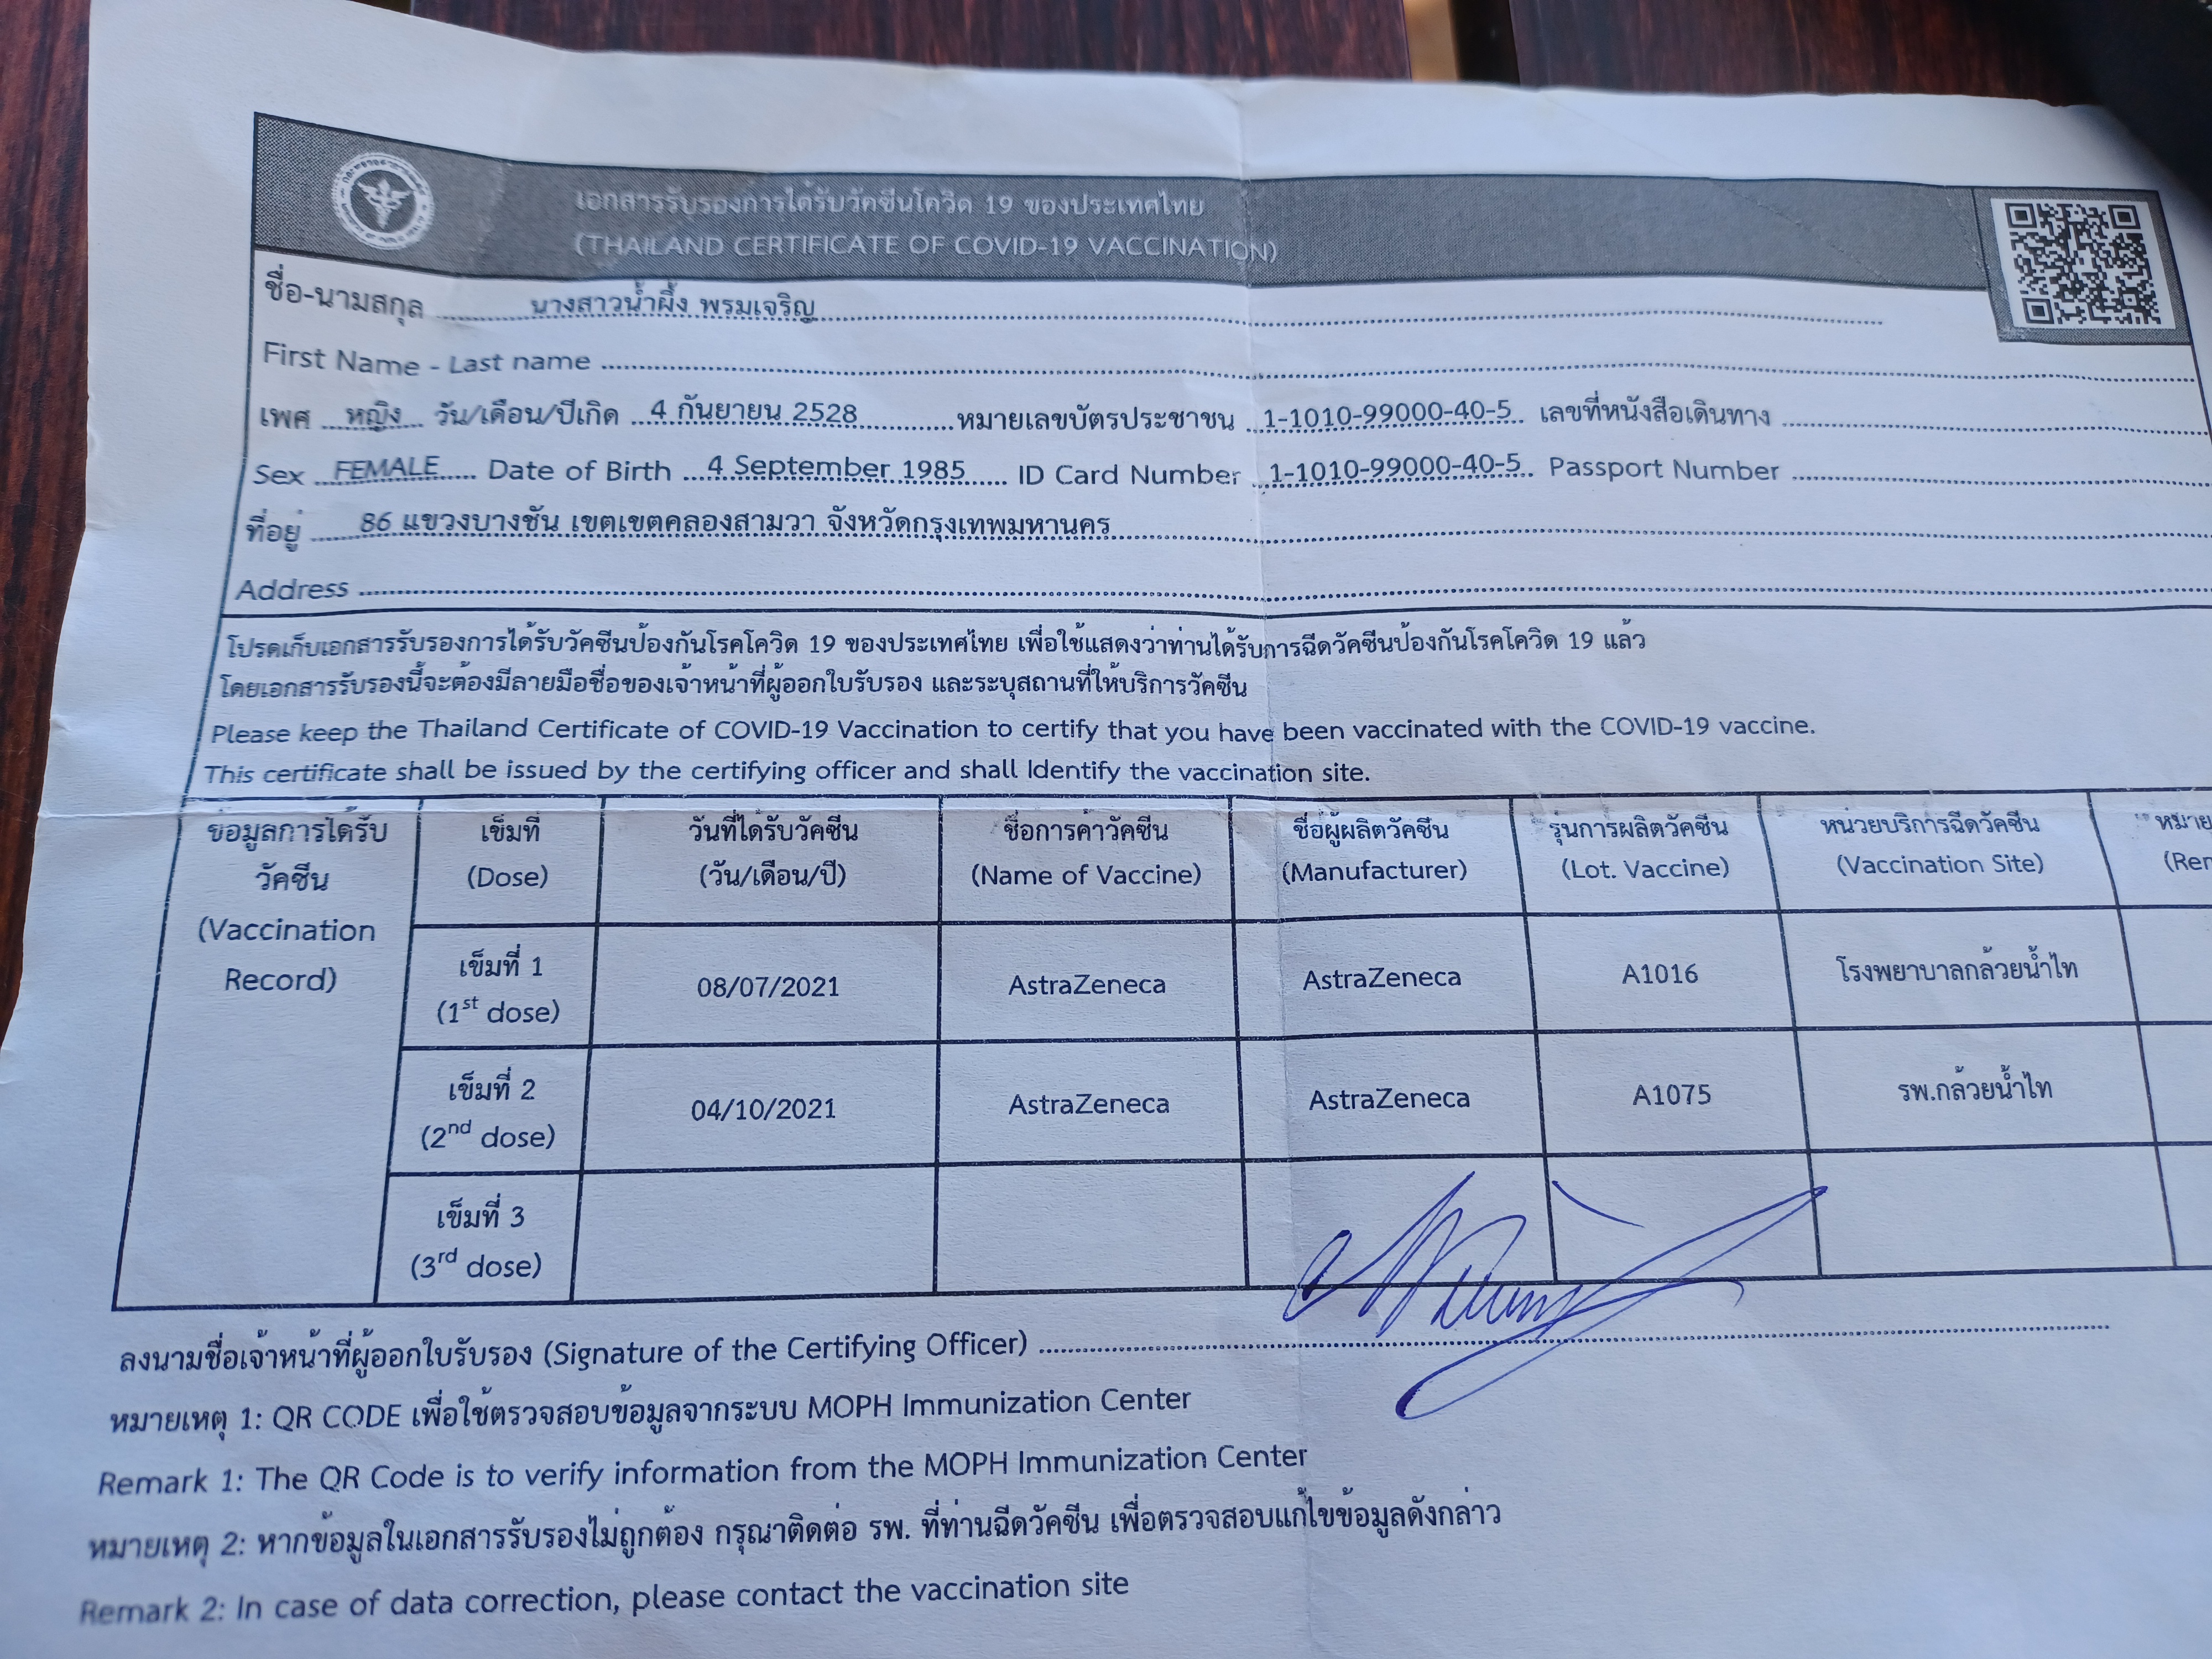 เอกสารรับรองการได้รับวัคซีนโควิด 19 ของประเทศไทย
(THAILAND CERTIFICATE OF COVID-19 VACCINATION)
ชื่อ-นามสกุล ........ นางสาวน้ำผึ้ง พรมเจริญ ........
First Name - Last name ........
เพศ .... หญิง .... วัน/เดือน/ปีเกิด .... 4 กันยายน 2528 ........ หมายเลขบัตรประชาชน .. 1-1010-99000-40-5 .. เลขที่หนังสือเดินทาง ........
Sex .... FEMALE .... Date of Birth .... 4 September 1985 .... ID Card Number .. 1-1010-99000-40-5 .. Passport Number ........
ที่อยู่ ........ 86 แขวงบางชัน เขตเขตคลองสามวา จังหวัดกรุงเทพมหานคร ........
Address ........
โปรดเก็บเอกสารรับรองการได้รับวัคซีนป้องกันโรคโควิด 19 ของประเทศไทย เพื่อใช้แสดงว่าท่านได้รับการฉีดวัคซีนป้องกันโรคโควิด 19 แล้ว
โดยเอกสารรับรองนี้จะต้องมีลายมือชื่อของเจ้าหน้าที่ผู้ออกใบรับรอง และระบุสถานที่ให้บริการวัคซีน
Please keep the Thailand Certificate of COVID-19 Vaccination to certify that you have been vaccinated with the COVID-19 vaccine.
This certificate shall be issued by the certifying officer and shall Identify the vaccination site.
ข้อมูลการได้รับวัคซีน (Vaccination Record)
เข็มที่ (Dose) วันที่ได้รับวัคซีน (วัน/เดือน/ปี) ชื่อการค้าวัคซีน (Name of Vaccine) ชื่อผู้ผลิตวัคซีน (Manufacturer) รุ่นการผลิตวัคซีน (Lot. Vaccine) หน่วยบริการฉีดวัคซีน (Vaccination Site)
เข็มที่ 1 (1st dose) 08/07/2021 AstraZeneca AstraZeneca A1016 โรงพยาบาลกล้วยน้ำไท
เข็มที่ 2 (2nd dose) 04/10/2021 AstraZeneca AstraZeneca A1075 รพ.กล้วยน้ำไท
เข็มที่ 3 (3rd dose)
ลงนามชื่อเจ้าหน้าที่ผู้ออกใบรับรอง (Signature of the Certifying Officer) ........
หมายเหตุ 1: QR CODE เพื่อใช้ตรวจสอบข้อมูลจากระบบ MOPH Immunization Center
Remark 1: The QR Code is to verify information from the MOPH Immunization Center
หมายเหตุ 2: หากข้อมูลในเอกสารรับรองไม่ถูกต้อง กรุณาติดต่อ รพ. ที่ท่านฉีดวัคซีน เพื่อตรวจสอบแก้ไขข้อมูลดังกล่าว
Remark 2: In case of data correction, please contact the vaccination site